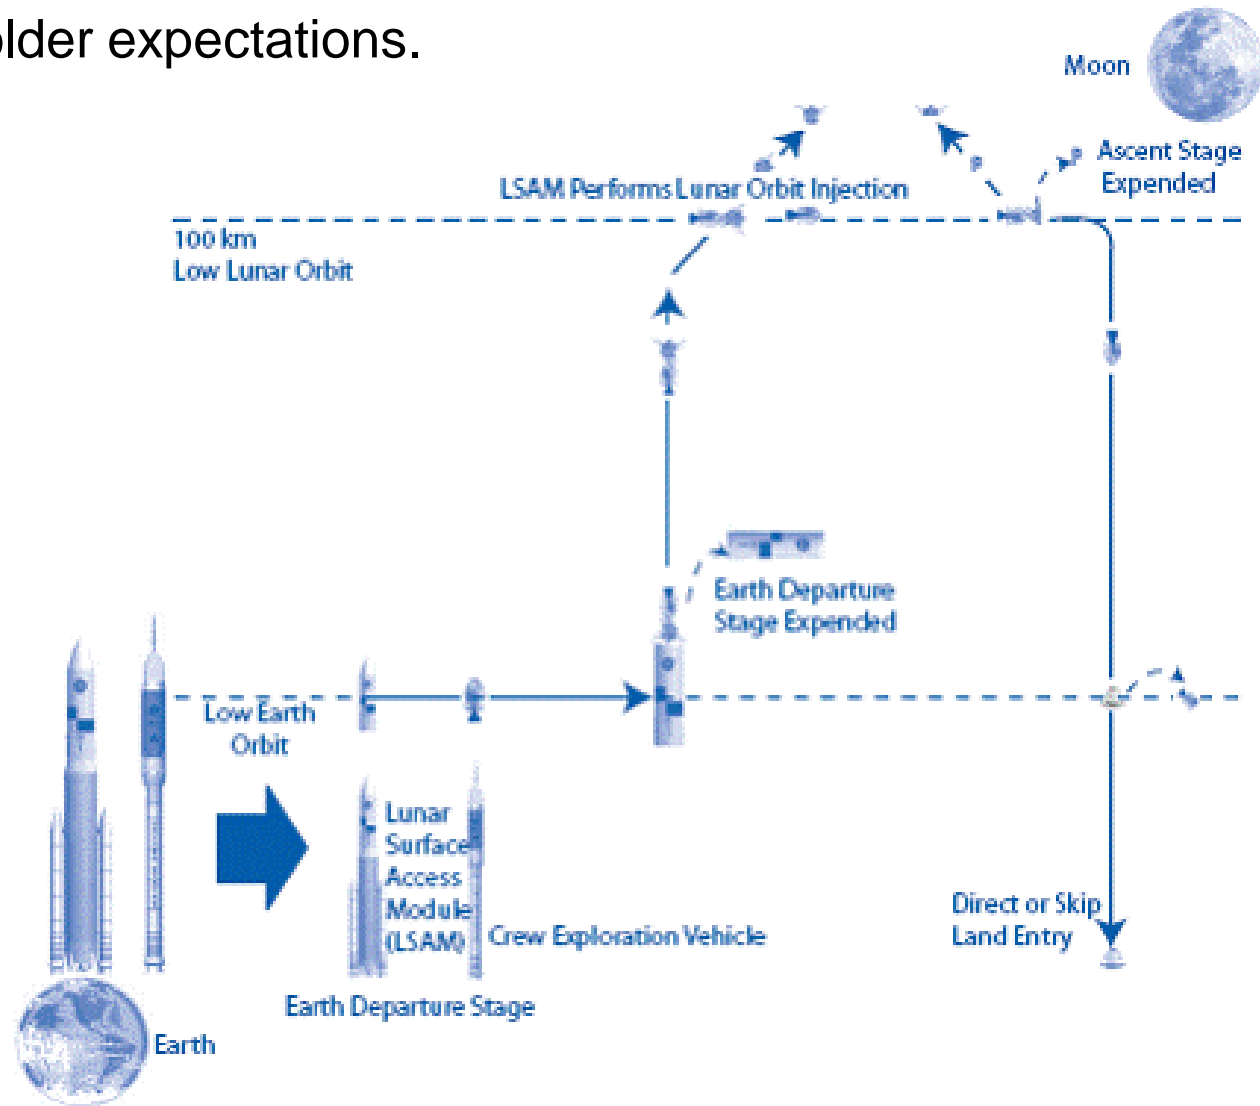 older expectations.
Moon
Ascent Stage
Expended
LSAM Performs Lunar Orbit Injection
100 km
Low Lunar Orbit
Earth Departure
Stage Expended
Low Earth
Orbit
Lunar
Surface
Access
Module
(LSAM)
Crew Exploration Vehicle
Direct or Skip
Land Entry
Earth Departure Stage
Earth